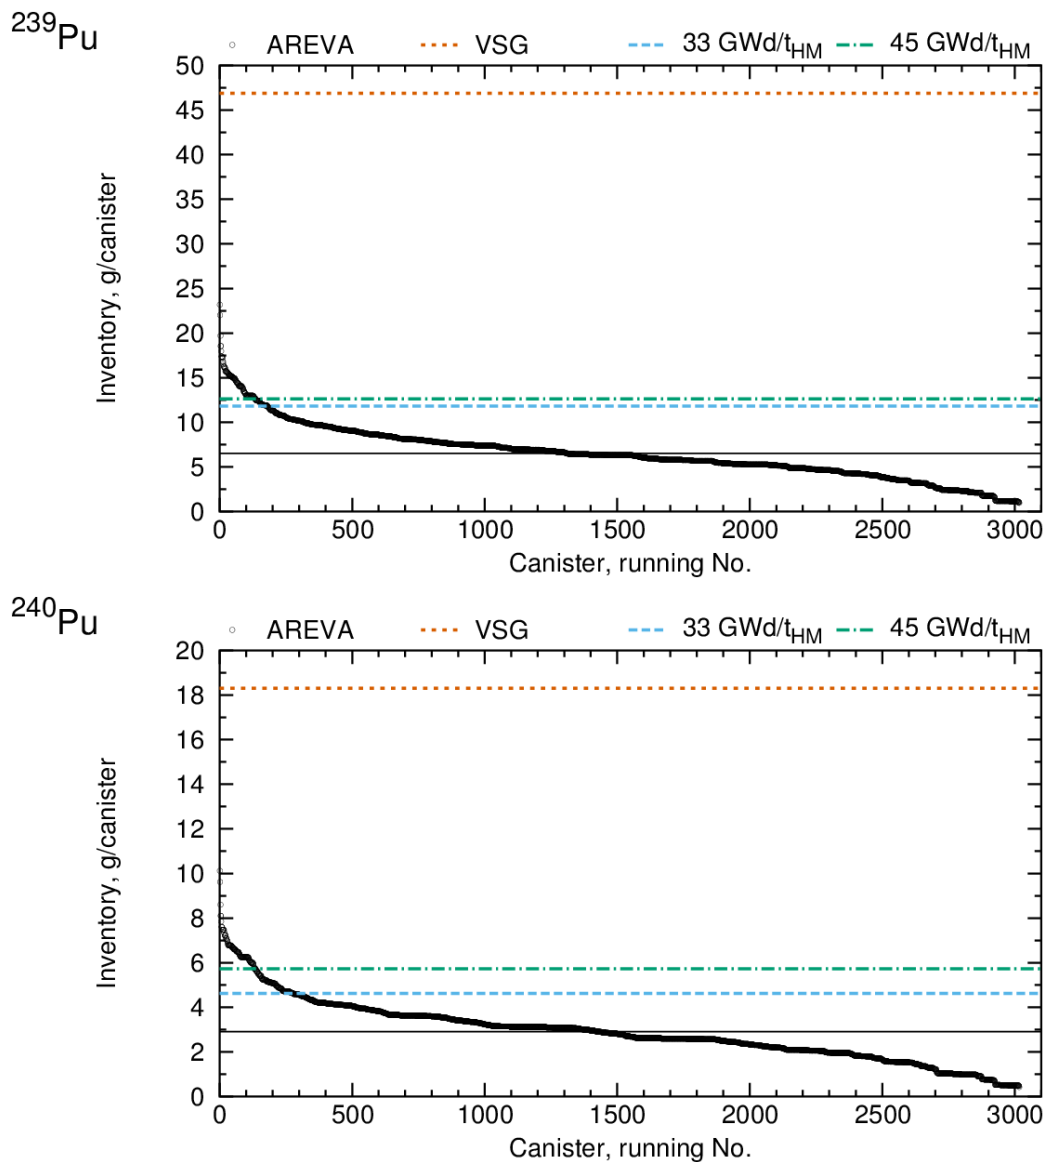 ²³⁹Pu
AREVA VSG 33 GWd/tHM 45 GWd/tHM
50
45
40
35
30
25
20
15
10
5
0
Inventory, g/canister
0 500 1000 1500 2000 2500 3000
Canister, running No.
²⁴⁰Pu
AREVA VSG 33 GWd/tHM 45 GWd/tHM
20
18
16
14
12
10
8
6
4
2
0
Inventory, g/canister
0 500 1000 1500 2000 2500 3000
Canister, running No.